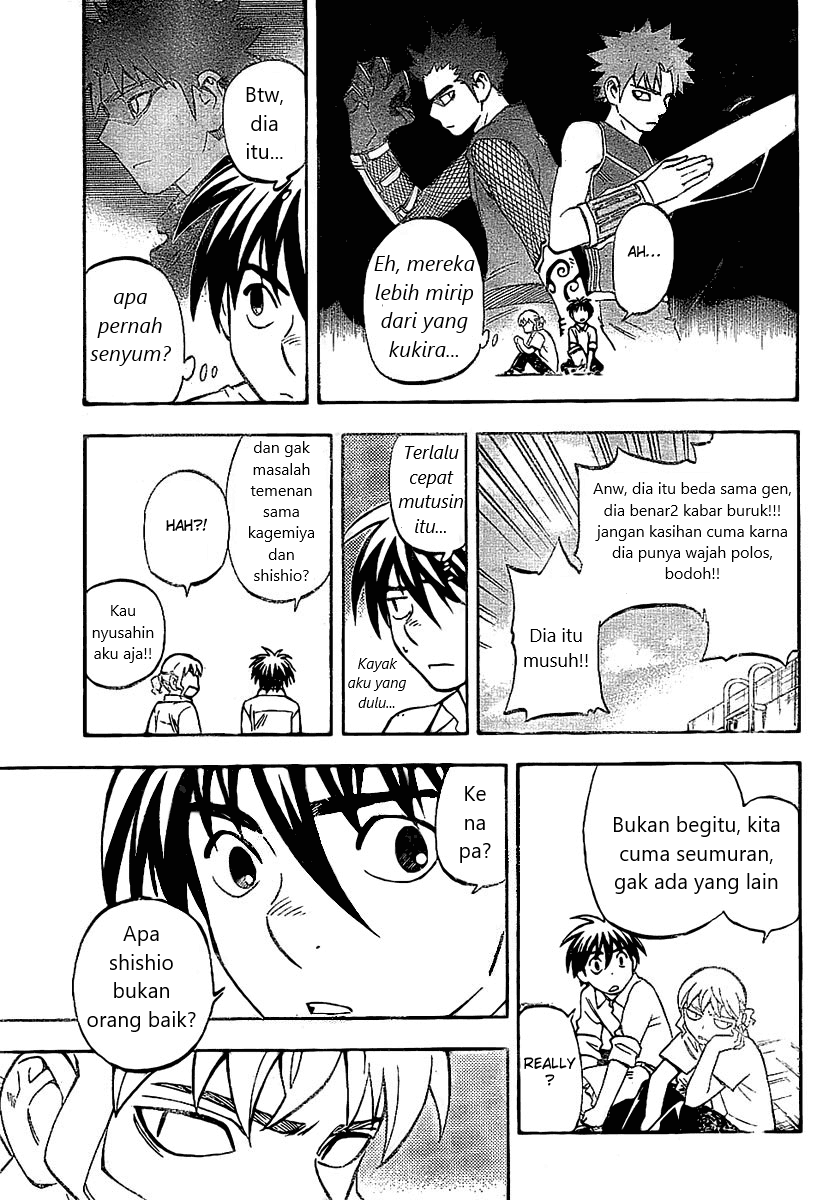 AH...
Eh, mereka
lebih mirip
dari yang
kukira...
Btw,
dia
itu...
apa
pernah
senyum?
Anw, dia itu beda sama gen,
dia benar2 kabar buruk!!!
jangan kasihan cuma karna
dia punya wajah polos,
bodoh!!
Dia itu
musuh!!
Terlalu
cepat
mutusin
itu...
Kayak
aku yang
dulu...
dan gak
masalah
temenan
sama
kagemiya
dan
shishio?
HAH?!
Kau
nyusahin
aku aja!!
Bukan begitu, kita
cuma seumuran,
gak ada yang lain
REALLY
?
Ke
na
pa?
Apa
shishio
bukan
orang baik?